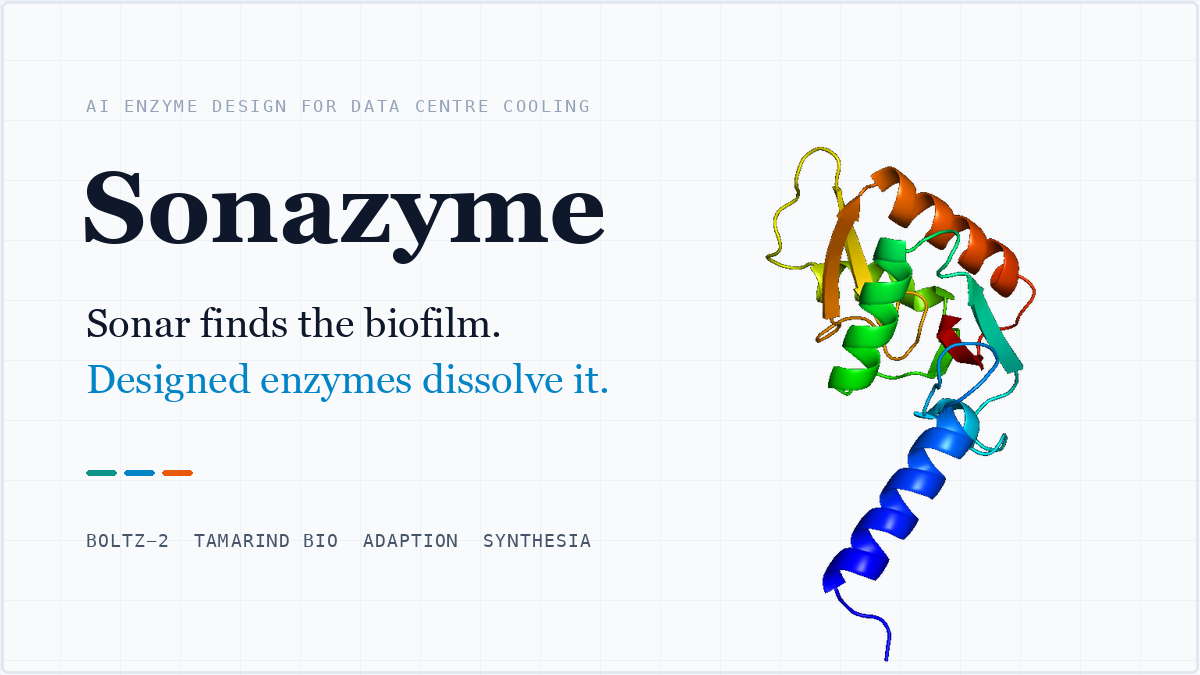 AI ENZYME DESIGN FOR DATA CENTRE COOLING
Sonazyme
Sonar finds the biofilm.
Designed enzymes dissolve it.
BOLTZ–2 TAMARIND BIO ADAPTION SYNTHESIA